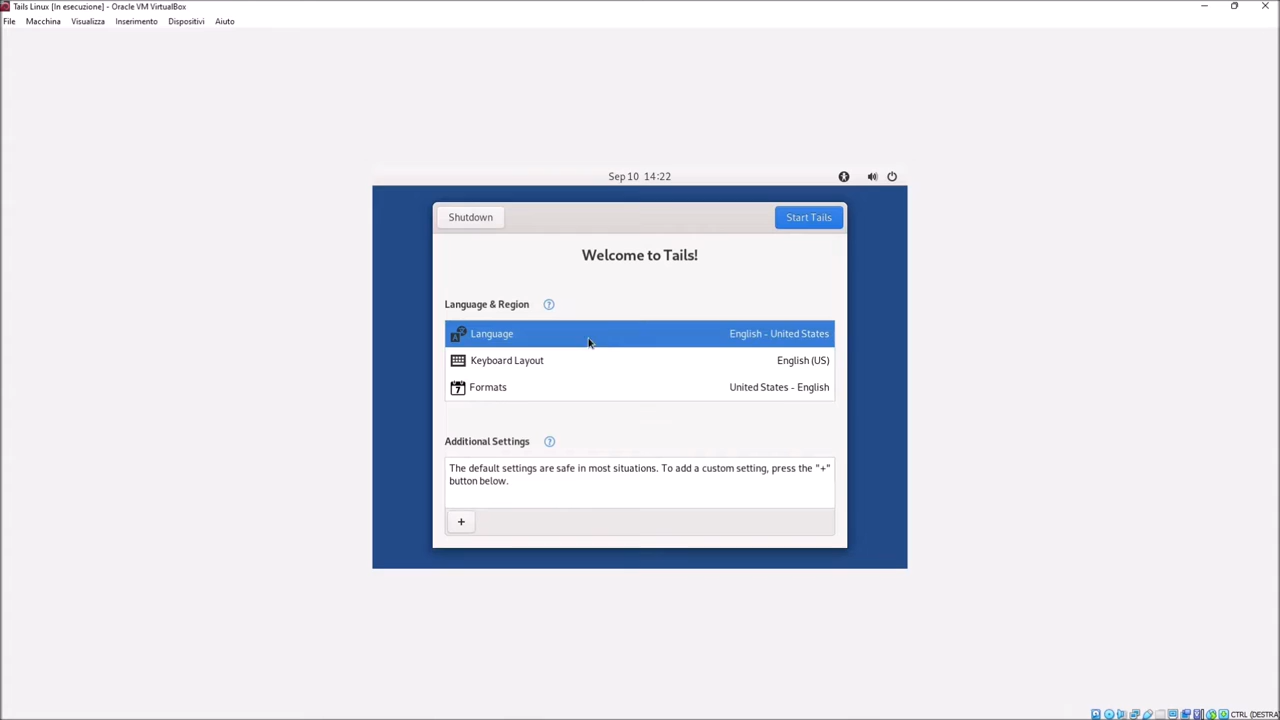 Tails Linux [In esecuzione] - Oracle VM VirtualBox
File Macchina Visualizza Inserimento Dispositivi Aiuto
Sep 10 14:22
Shutdown
Start Tails
Welcome to Tails!
Language & Region ?
Language English - United States
Keyboard Layout English (US)
7 Formats United States - English
Additional Settings ?
The default settings are safe in most situations. To add a custom setting, press the "+"
button below.
+
CTRL (DESTRA